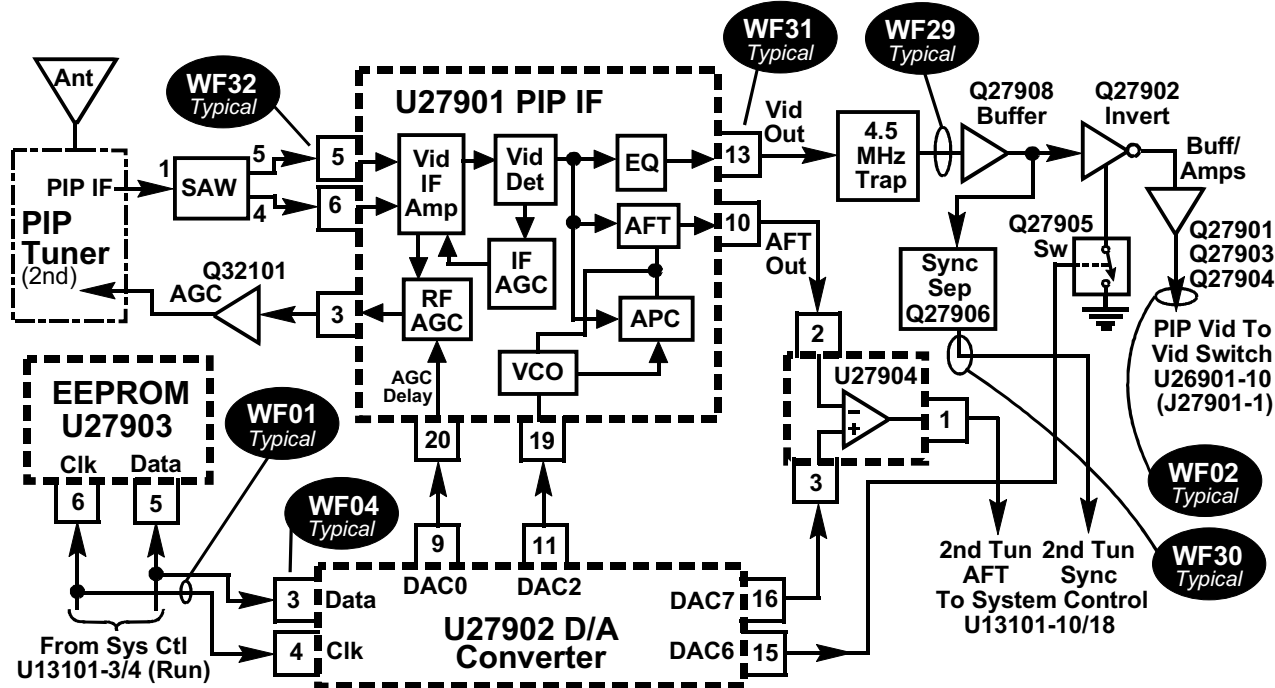 WF31
Typical
WF29
Typical
Ant
WF32
Typical
U27901 PIP IF
Vid
Out
Q27908
Buffer
Q27902
Invert
PIP IF
1
SAW
5
4
5
6
Vid
IF
Amp
Vid
Det
EQ
13
4.5
MHz
Trap
Buff/
Amps
PIP
Tuner
(2nd)
AFT
10
AFT
Out
Q27905
Sw
Q27901
Q27903
Q27904
AGC
Q32101
3
IF
AGC
RF
AGC
APC
Sync
Sep
Q27906
2
PIP Vid To
Vid Switch
U26901-10
(J27901-1)
AGC
Delay
VCO
U27904
−
+
1
EEPROM
U27903
Clk
Data
6
5
WF01
Typical
20
19
3
WF02
Typical
WF04
Typical
9
11
DAC0
DAC2
2nd Tun
AFT
2nd Tun
Sync
To System Control
U13101-10/18
WF30
Typical
3
Data
DAC7
16
4
Clk
U27902 D/A
Converter
DAC6
15
From Sys Ctl
U13101-3/4 (Run)